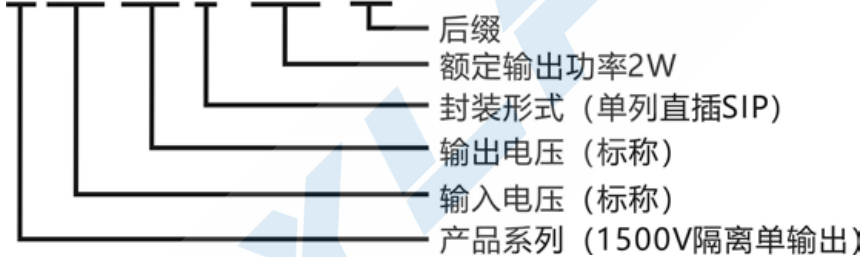 后缀
额定输出功率2W
封装形式（单列直插SIP）
输出电压（标称）
输入电压（标称）
产品系列（1500V隔离单输出）